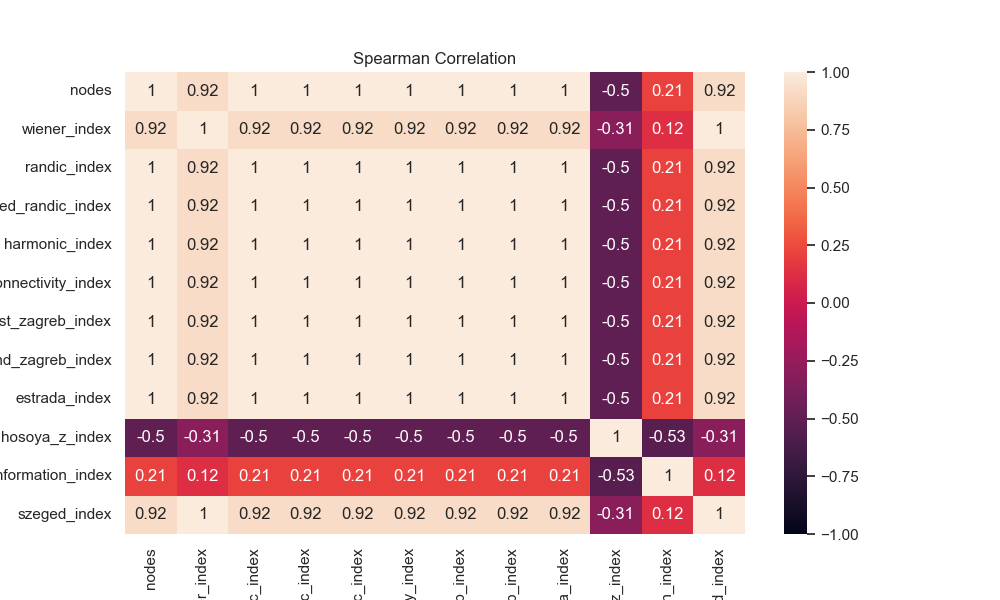 Spearman Correlation
nodes 1 0.92 1 1 1 1 1 1 1 -0.5 0.21 0.92
wiener_index 0.92 1 0.92 0.92 0.92 0.92 0.92 0.92 0.92 -0.31 0.12 1
randic_index 1 0.92 1 1 1 1 1 1 1 -0.5 0.21 0.92
ed_randic_index 1 0.92 1 1 1 1 1 1 1 -0.5 0.21 0.92
harmonic_index 1 0.92 1 1 1 1 1 1 1 -0.5 0.21 0.92
onnectivity_index 1 0.92 1 1 1 1 1 1 1 -0.5 0.21 0.92
st_zagreb_index 1 0.92 1 1 1 1 1 1 1 -0.5 0.21 0.92
nd_zagreb_index 1 0.92 1 1 1 1 1 1 1 -0.5 0.21 0.92
estrada_index 1 0.92 1 1 1 1 1 1 1 -0.5 0.21 0.92
hosoya_z_index -0.5 -0.31 -0.5 -0.5 -0.5 -0.5 -0.5 -0.5 -0.5 1 -0.53 -0.31
nformation_index 0.21 0.12 0.21 0.21 0.21 0.21 0.21 0.21 0.21 -0.53 1 0.12
szeged_index 0.92 1 0.92 0.92 0.92 0.92 0.92 0.92 0.92 -0.31 0.12 1
nodes
r_index
c_index
c_index
c_index
y_index
b_index
b_index
a_index
z_index
n_index
d_index
1.00
0.75
0.50
0.25
0.00
−0.25
−0.50
−0.75
−1.00